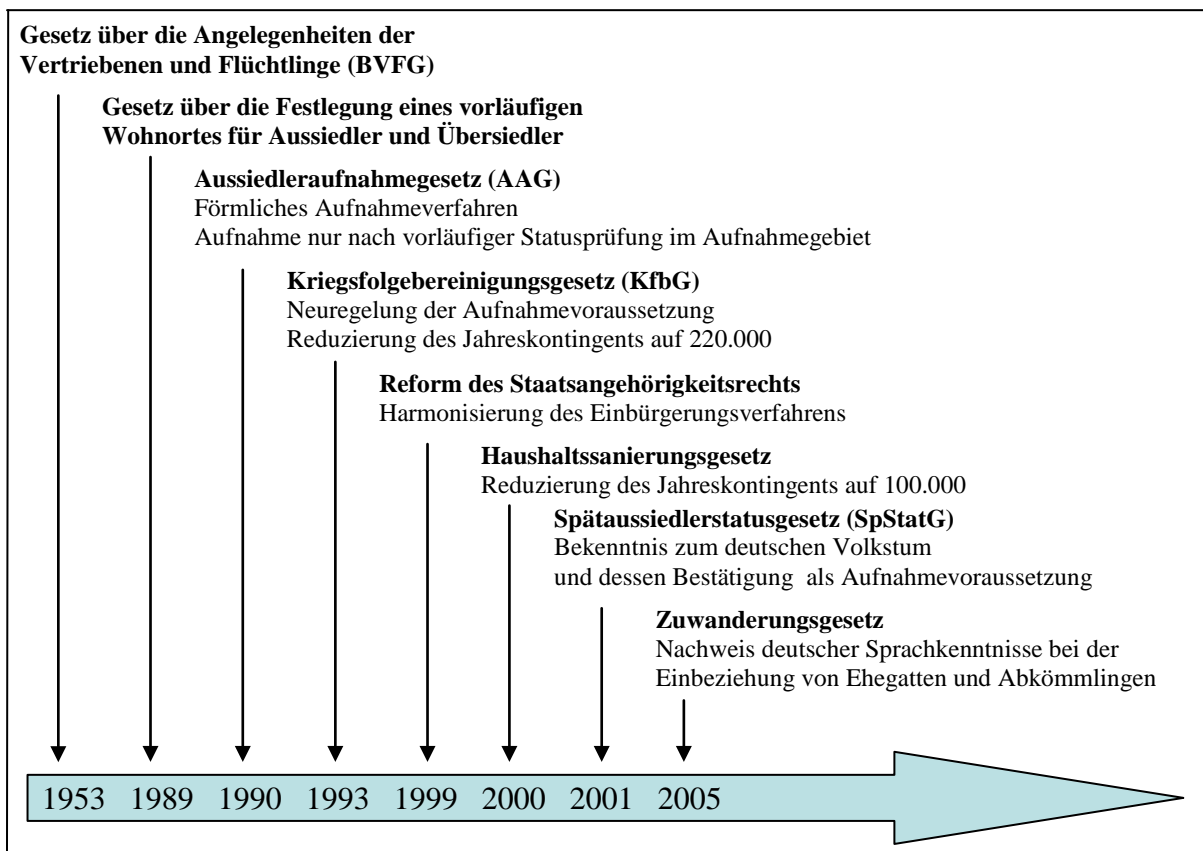 Gesetz über die Angelegenheiten der
Vertriebenen und Flüchtlinge (BVFG)
Gesetz über die Festlegung eines vorläufigen
Wohnortes für Aussiedler und Übersiedler
Aussiedleraufnahmegesetz (AAG)
Förmliches Aufnahmeverfahren
Aufnahme nur nach vorläufiger Statusprüfung im Aufnahmegebiet
Kriegsfolgebereinigungsgesetz (KfbG)
Neuregelung der Aufnahmevoraussetzung
Reduzierung des Jahreskontingents auf 220.000
Reform des Staatsangehörigkeitsrechts
Harmonisierung des Einbürgerungsverfahrens
Haushaltssanierungsgesetz
Reduzierung des Jahreskontingents auf 100.000
Spätaussiedlerstatusgesetz (SpStatG)
Bekenntnis zum deutschen Volkstum
und dessen Bestätigung als Aufnahmevoraussetzung
Zuwanderungsgesetz
Nachweis deutscher Sprachkenntnisse bei der
Einbeziehung von Ehegatten und Abkömmlingen
1953 1989 1990 1993 1999 2000 2001 2005